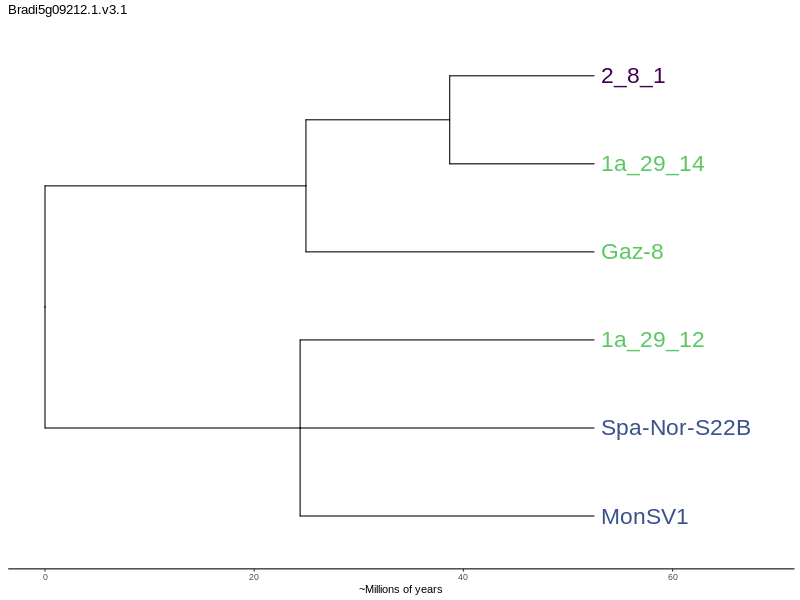 Bradi5g09212.1.v3.1
2_8_1
1a_29_14
Gaz-8
1a_29_12
Spa-Nor-S22B
MonSV1
0 20 40 60
~Millions of years